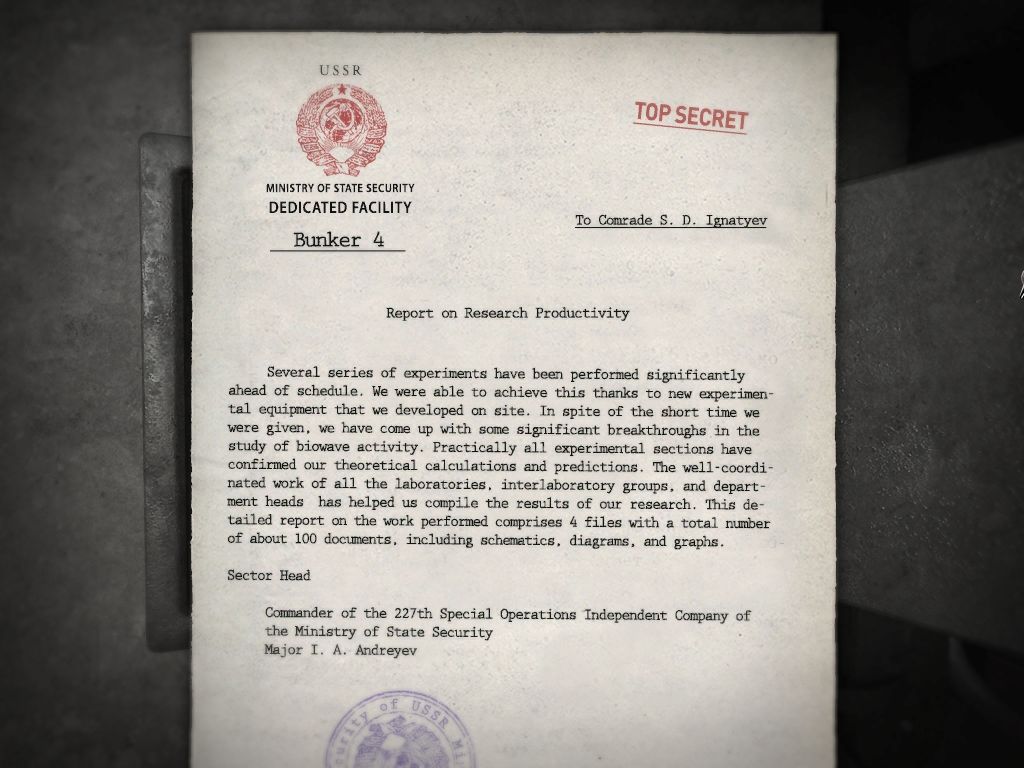 USSR
TOP SECRET
MINISTRY OF STATE SECURITY
DEDICATED FACILITY
To Comrade S. D. Ignatyev
Bunker 4
Report on Research Productivity
Several series of experiments have been performed significantly
ahead of schedule. We were able to achieve this thanks to new experimen-
tal equipment that we developed on site. In spite of the short time we
were given, we have come up with some significant breakthroughs in the
study of biowave activity. Practically all experimental sections have
confirmed our theoretical calculations and predictions. The well-coordi-
nated work of all the laboratories, interlaboratory groups, and depart-
ment heads has helped us compile the results of our research. This de-
tailed report on the work performed comprises 4 files with a total number
of about 100 documents, including schematics, diagrams, and graphs.
Sector Head
Commander of the 227th Special Operations Independent Company of
the Ministry of State Security
Major I. A. Andreyev
of USSR